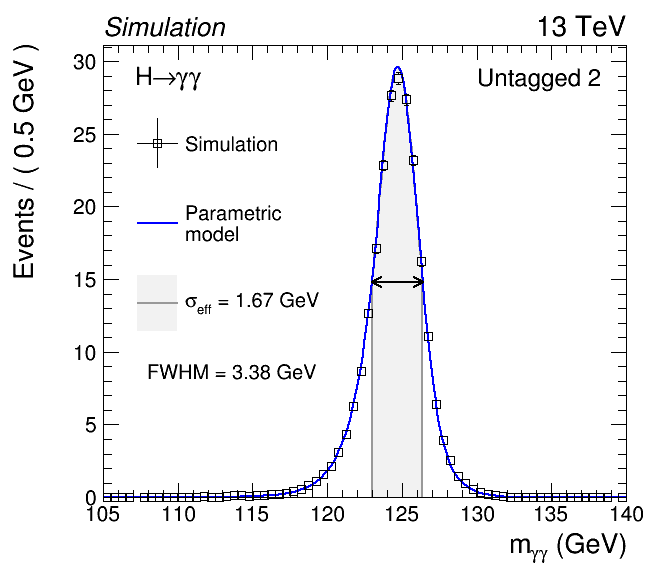 Simulation 13 TeV
Events / ( 0.5 GeV )
H→γγ Untagged 2
Simulation
Parametric
model
σeff = 1.67 GeV
FWHM = 3.38 GeV
30
25
20
15
10
5
0
105 110 115 120 125 130 135 140
mγγ (GeV)